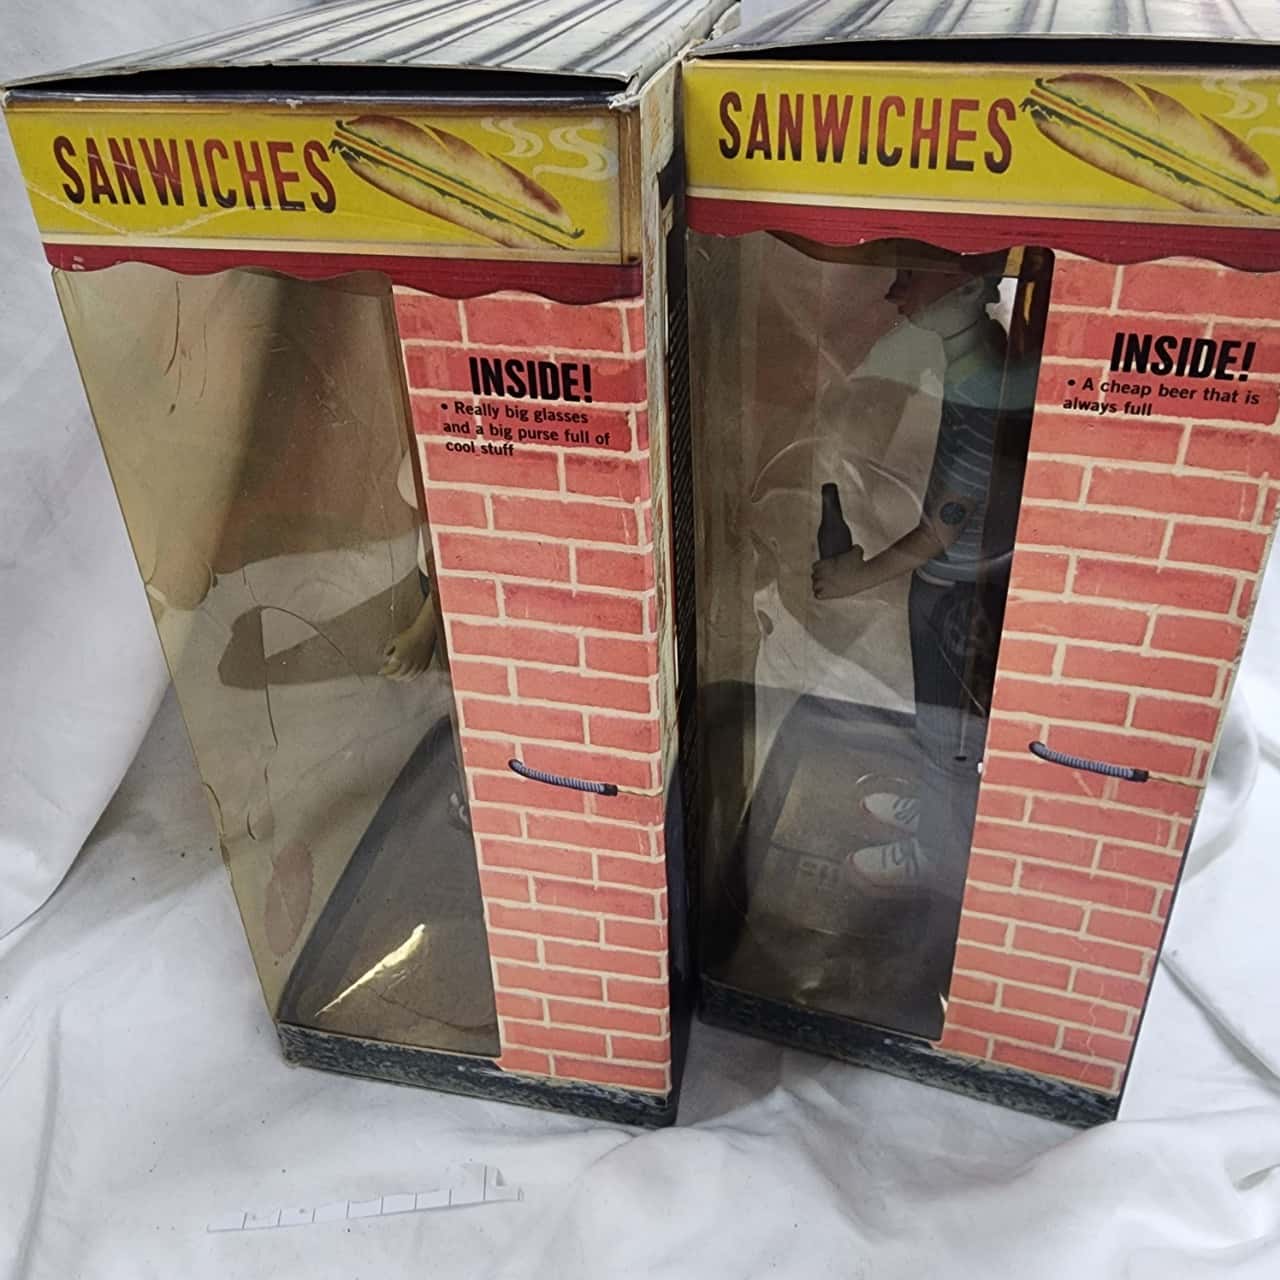 SANWICHES
INSIDE!
• Really big glasses
and a big purse full of
cool stuff
SANWICHES
INSIDE!
• A cheap beer that is
always full